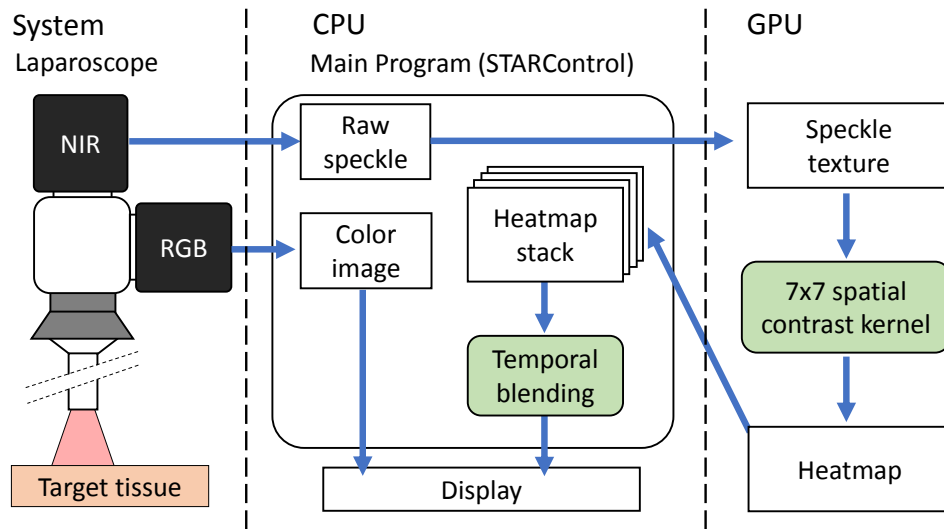 System
Laparoscope
NIR
RGB
Target tissue
CPU
Main Program (STARControl)
Raw
speckle
Color
image
Heatmap
stack
Temporal
blending
Display
GPU
Speckle
texture
7x7 spatial
contrast kernel
Heatmap